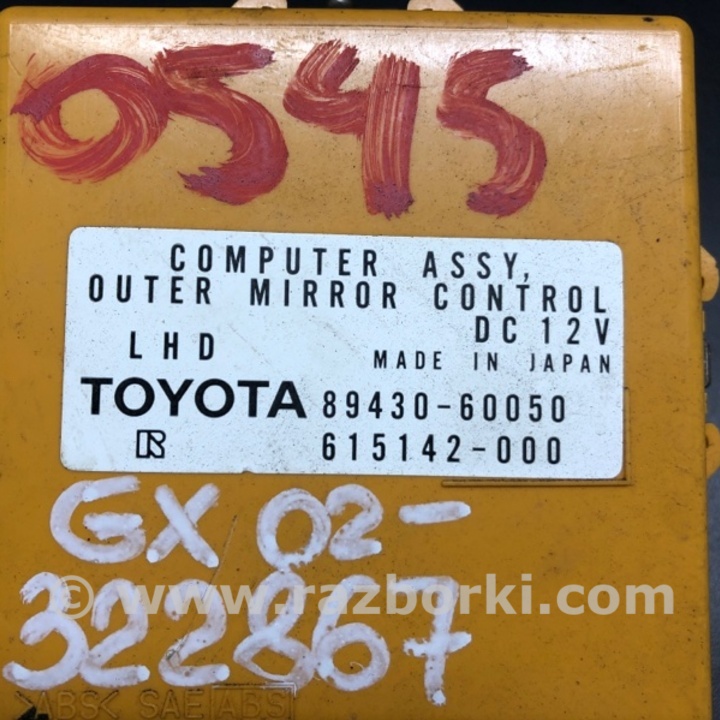 0545
COMPUTER ASSY,
OUTER MIRROR CONTROL
DC 12V
LHD
MADE IN JAPAN
TOYOTA 89430-60050
R 615142-000
GX 02-
322867
© www.razborki.com
>ABS< SAE ABS